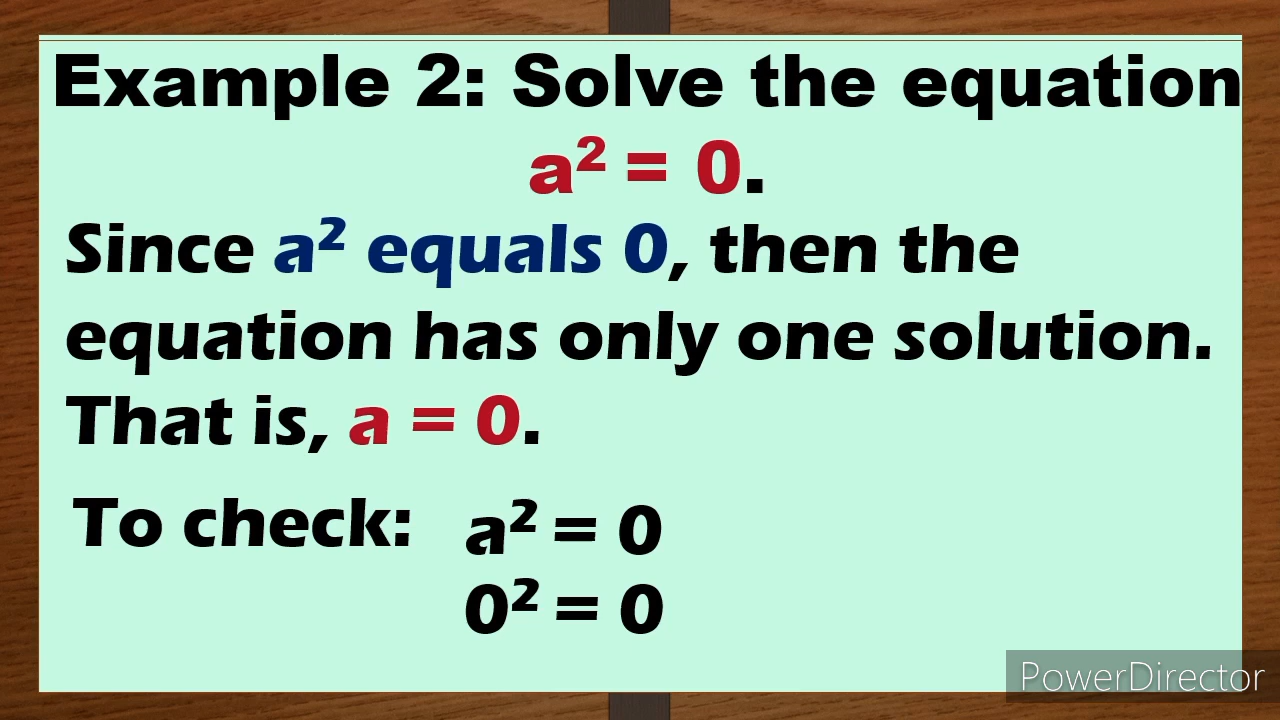 Example 2: Solve the equation
a² = 0.
Since a² equals 0, then the
equation has only one solution.
That is, a = 0.
To check: a² = 0
0² = 0
PowerDirector